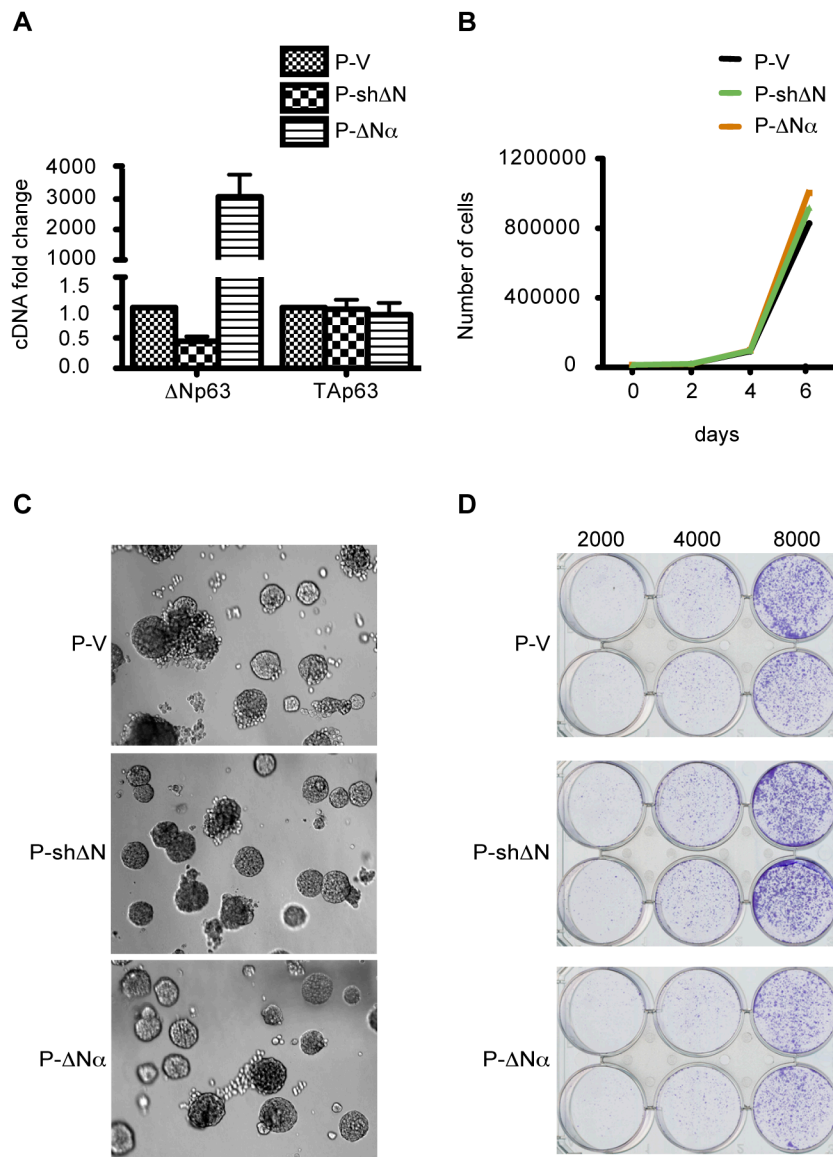 A
P-V
P-shΔN
P-ΔNα
cDNA fold change
4000
3000
2000
1000
1.5
1.0
0.5
0.0
ΔNp63
TAp63
B
P-V
P-shΔN
P-ΔNα
Number of cells
1200000
800000
400000
0
0 2 4 6
days
C
P-V
P-shΔN
P-ΔNα
D
2000 4000 8000
P-V
P-shΔN
P-ΔNα